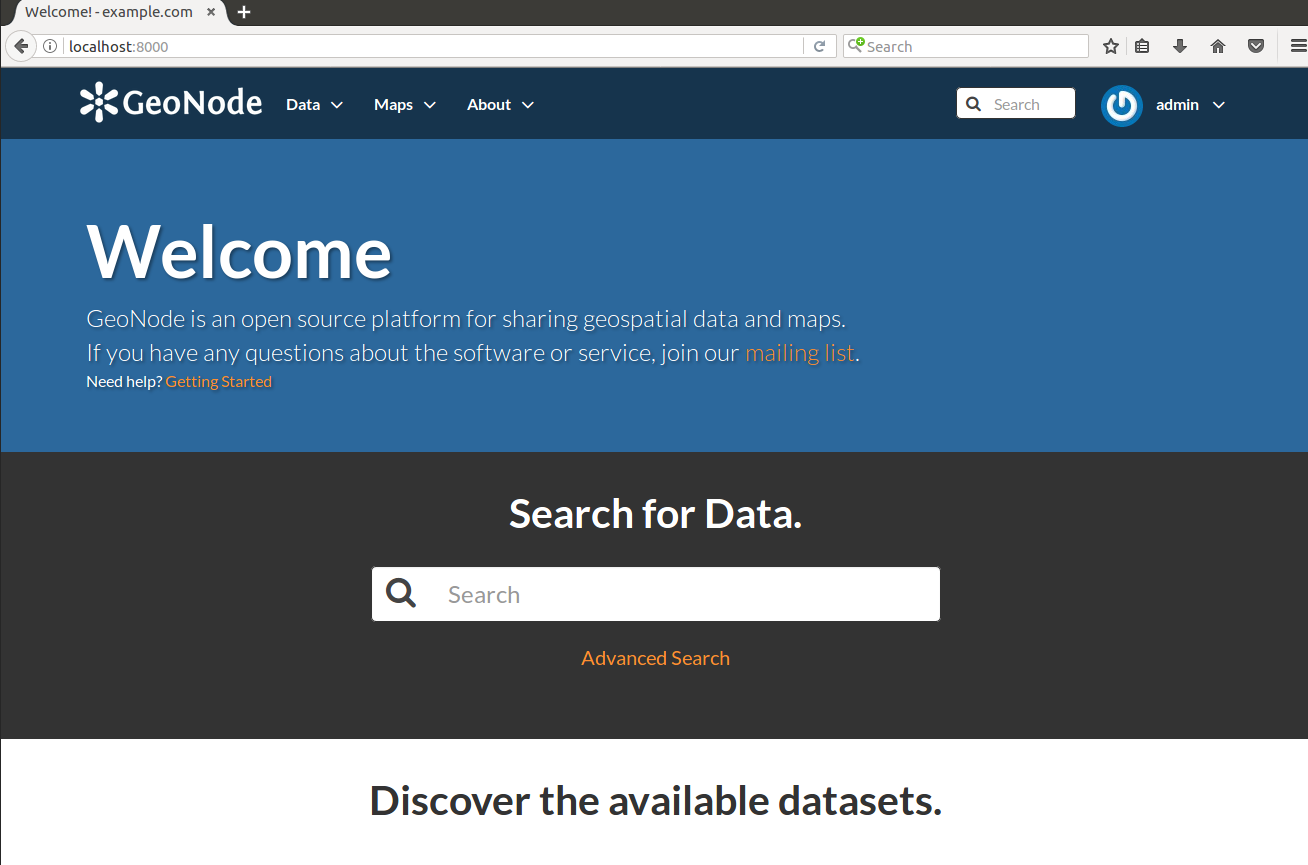 Welcome! - example.com
localhost:8000
Search
GeoNode
Data
Maps
About
Search
admin
Welcome
GeoNode is an open source platform for sharing geospatial data and maps.
If you have any questions about the software or service, join our mailing list.
Need help? Getting Started
Search for Data.
Search
Advanced Search
Discover the available datasets.